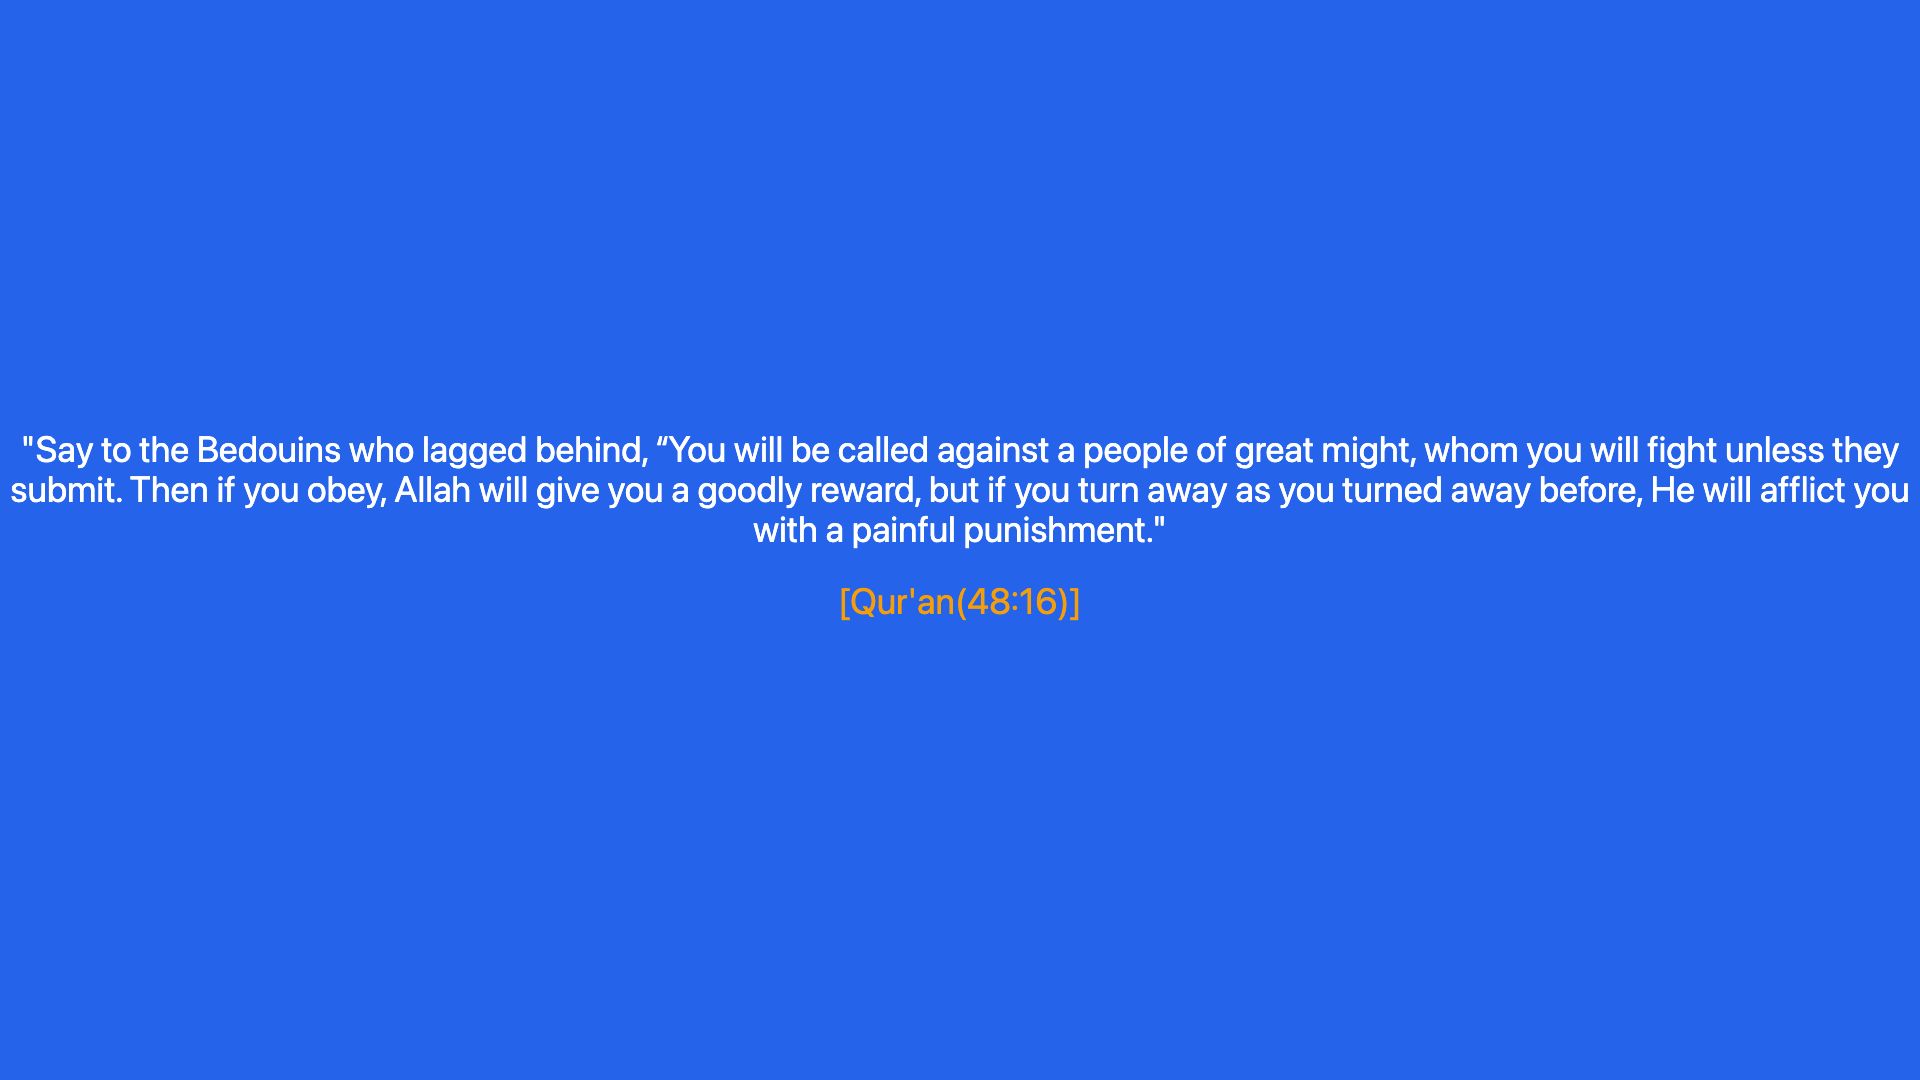 "Say to the Bedouins who lagged behind, “You will be called against a people of great might, whom you will fight unless they
submit. Then if you obey, Allah will give you a goodly reward, but if you turn away as you turned away before, He will afflict you
with a painful punishment."
[Qur'an(48:16)]